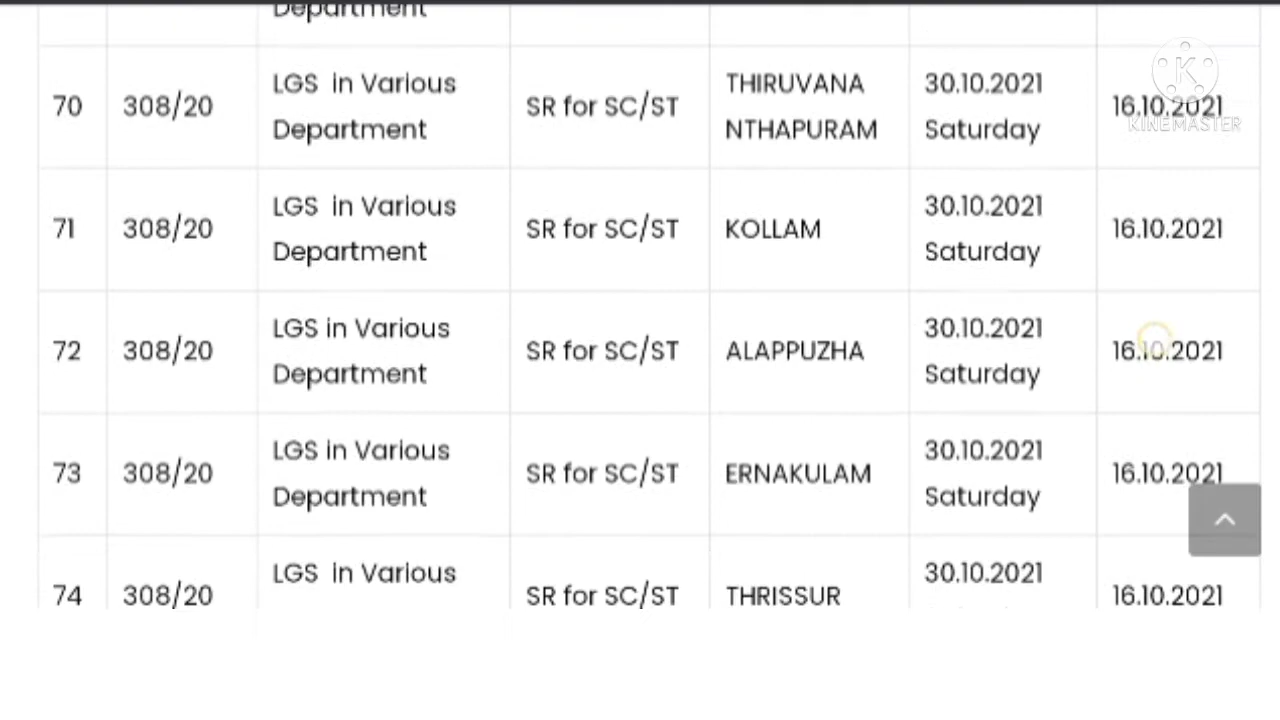 Department
70 308/20 LGS in Various Department SR for SC/ST THIRUVANA NTHAPURAM 30.10.2021 Saturday 16.10.2021
K
KINEMASTER
71 308/20 LGS in Various Department SR for SC/ST KOLLAM 30.10.2021 Saturday 16.10.2021
72 308/20 LGS in Various Department SR for SC/ST ALAPPUZHA 30.10.2021 Saturday 16.10.2021
73 308/20 LGS in Various Department SR for SC/ST ERNAKULAM 30.10.2021 Saturday 16.10.2021
74 308/20 LGS in Various SR for SC/ST THRISSUR 30.10.2021 16.10.2021